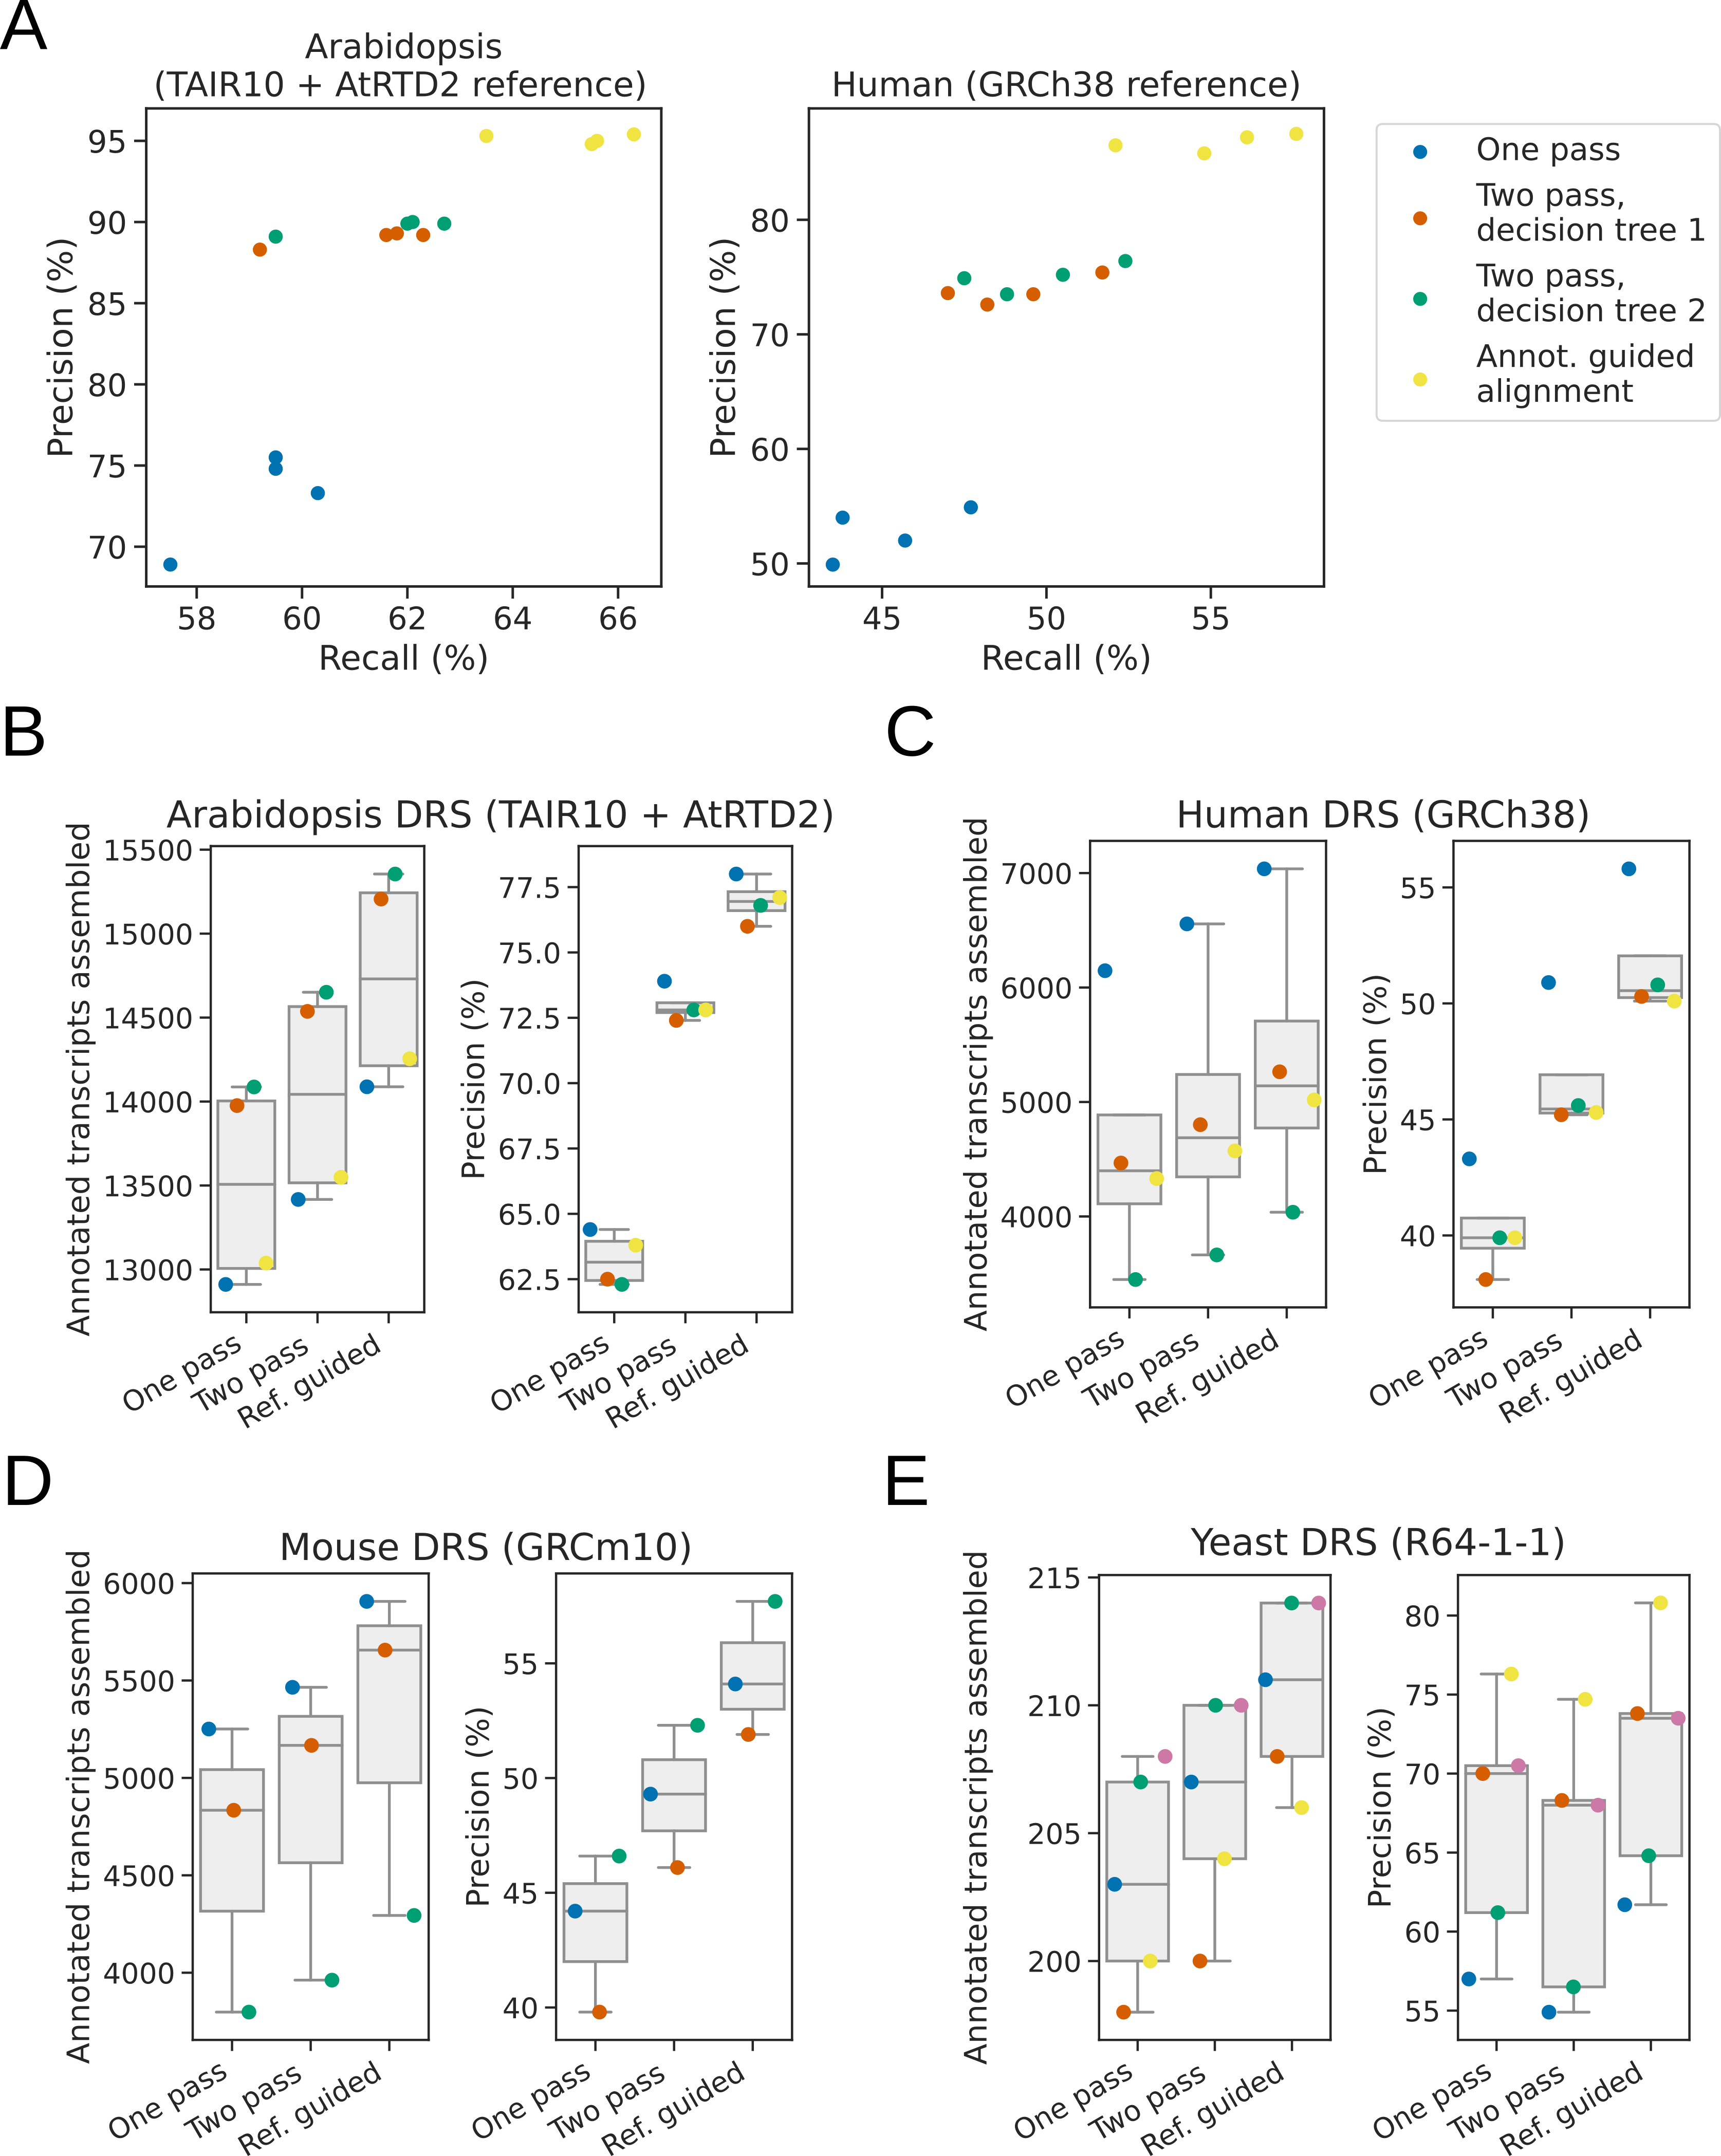 A
Arabidopsis
(TAIR10 + AtRTD2 reference)
Precision (%)
95
90
85
80
75
70
58 60 62 64 66
Recall (%)
Human (GRCh38 reference)
Precision (%)
80
70
60
50
45 50 55
Recall (%)
One pass
Two pass,
decision tree 1
Two pass,
decision tree 2
Annot. guided
alignment
B
Arabidopsis DRS (TAIR10 + AtRTD2)
Annotated transcripts assembled
15500
15000
14500
14000
13500
13000
One pass
Two pass
Ref. guided
Precision (%)
77.5
75.0
72.5
70.0
67.5
65.0
62.5
One pass
Two pass
Ref. guided
C
Human DRS (GRCh38)
Annotated transcripts assembled
7000
6000
5000
4000
One pass
Two pass
Ref. guided
Precision (%)
55
50
45
40
One pass
Two pass
Ref. guided
D
Mouse DRS (GRCm10)
Annotated transcripts assembled
6000
5500
5000
4500
4000
One pass
Two pass
Ref. guided
Precision (%)
55
50
45
40
One pass
Two pass
Ref. guided
E
Yeast DRS (R64-1-1)
Annotated transcripts assembled
215
210
205
200
One pass
Two pass
Ref. guided
Precision (%)
80
75
70
65
60
55
One pass
Two pass
Ref. guided